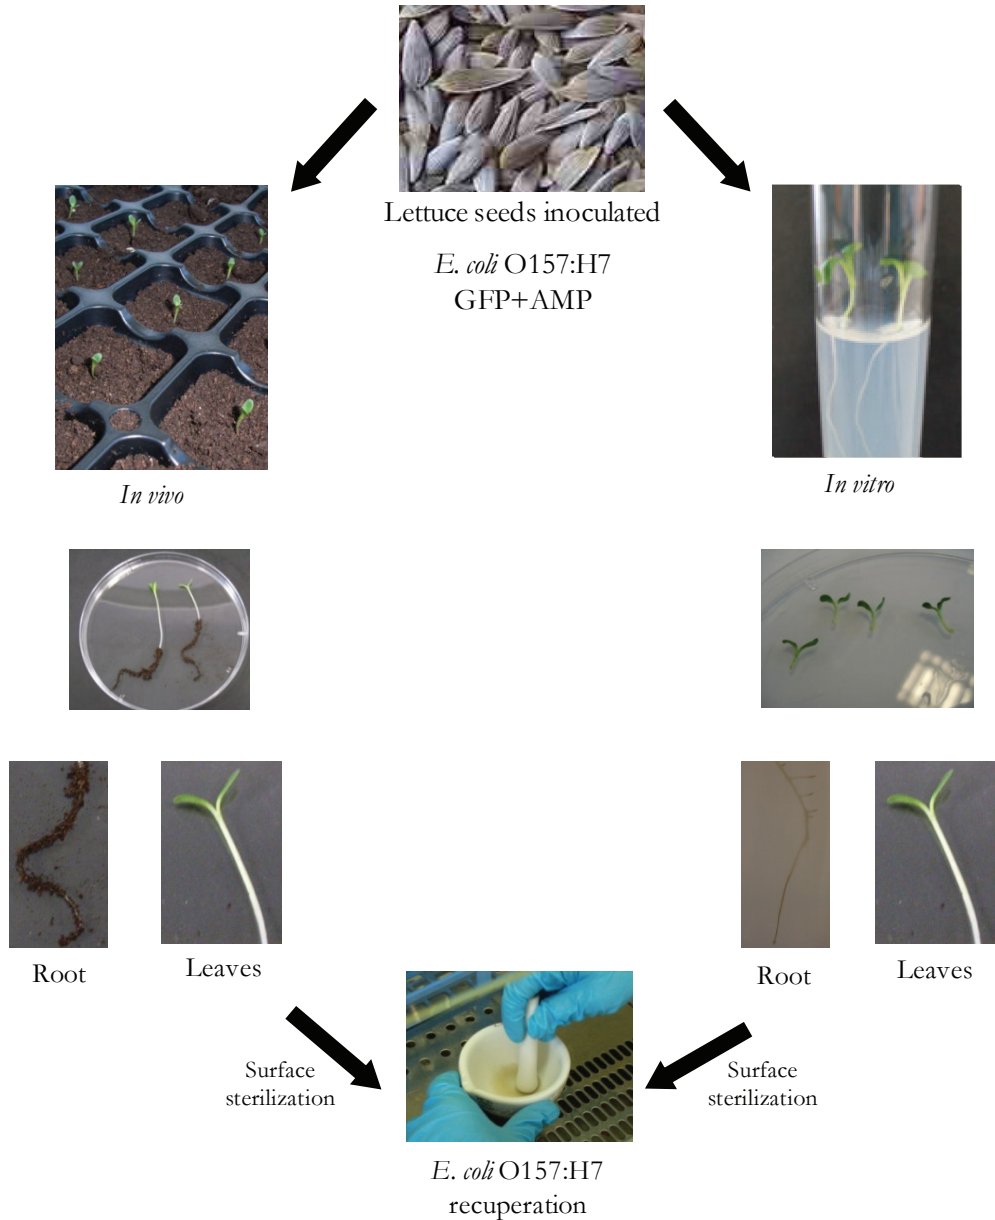 Lettuce seeds inoculated
E. coli O157:H7
GFP+AMP
In vivo
In vitro
Root
Leaves
Root
Leaves
Surface
sterilization
Surface
sterilization
E. coli O157:H7
recuperation